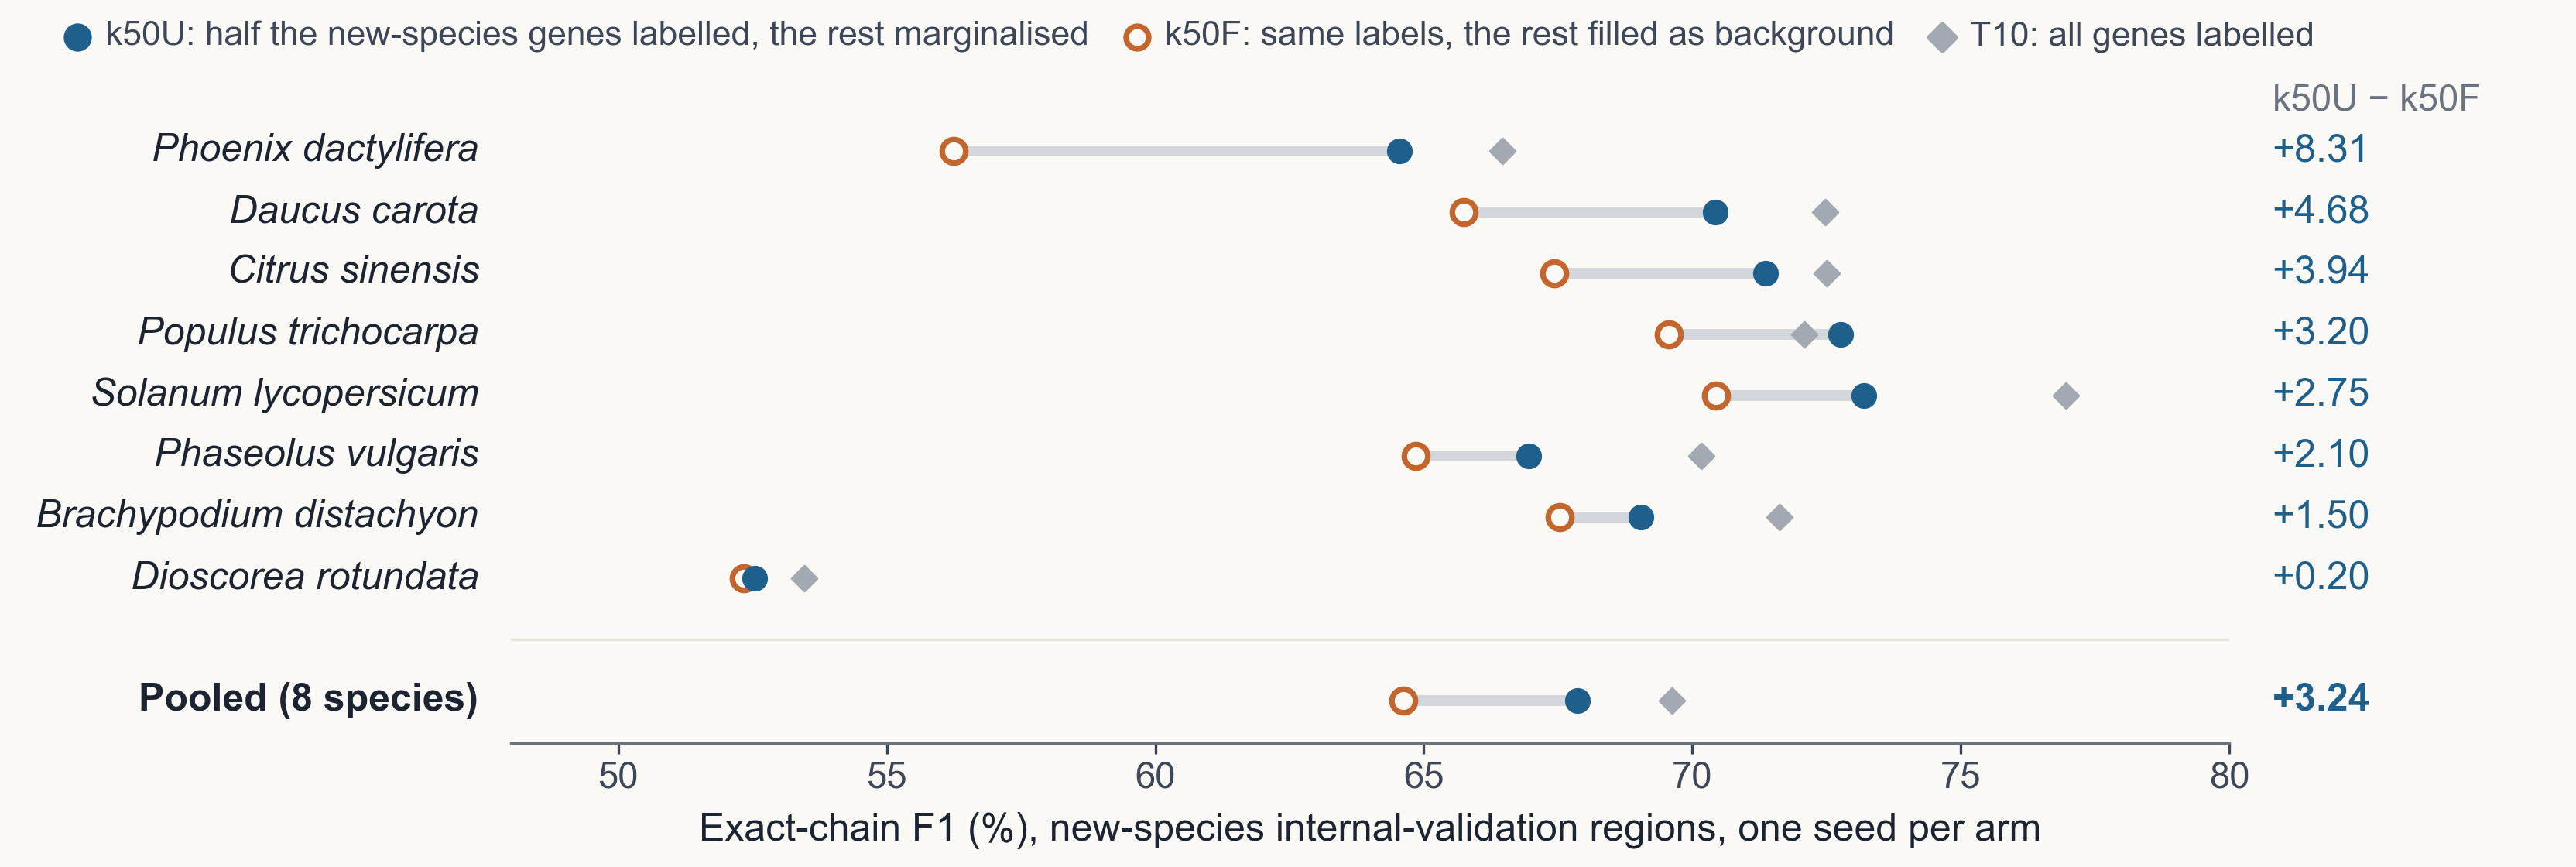 k50U: half the new-species genes labelled, the rest marginalised k50F: same labels, the rest filled as background T10: all genes labelled
k50U − k50F
Phoenix dactylifera +8.31
Daucus carota +4.68
Citrus sinensis +3.94
Populus trichocarpa +3.20
Solanum lycopersicum +2.75
Phaseolus vulgaris +2.10
Brachypodium distachyon +1.50
Dioscorea rotundata +0.20
Pooled (8 species) +3.24
50 55 60 65 70 75 80
Exact-chain F1 (%), new-species internal-validation regions, one seed per arm